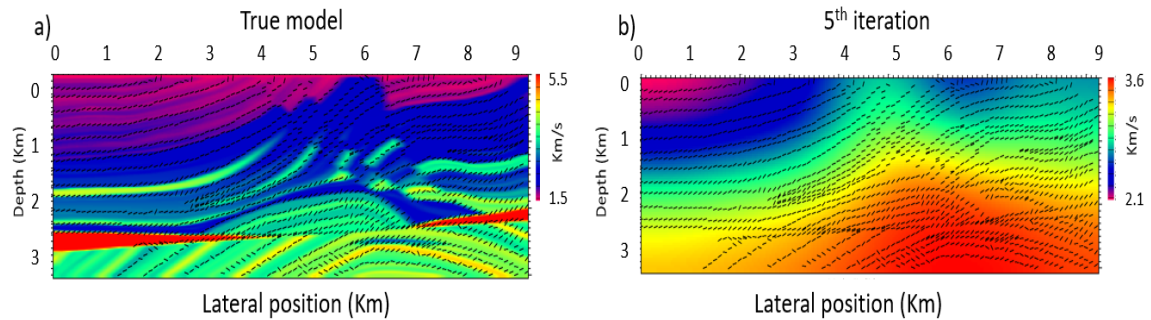 a) True model
0 1 2 3 4 5 6 7 8 9
0
1
2
3
Depth (Km)
5.5
Km/s
1.5
Lateral position (Km)
b) 5th iteration
0 1 2 3 4 5 6 7 8 9
0
1
2
3
Depth (Km)
3.6
Km/s
2.1
Lateral position (Km)